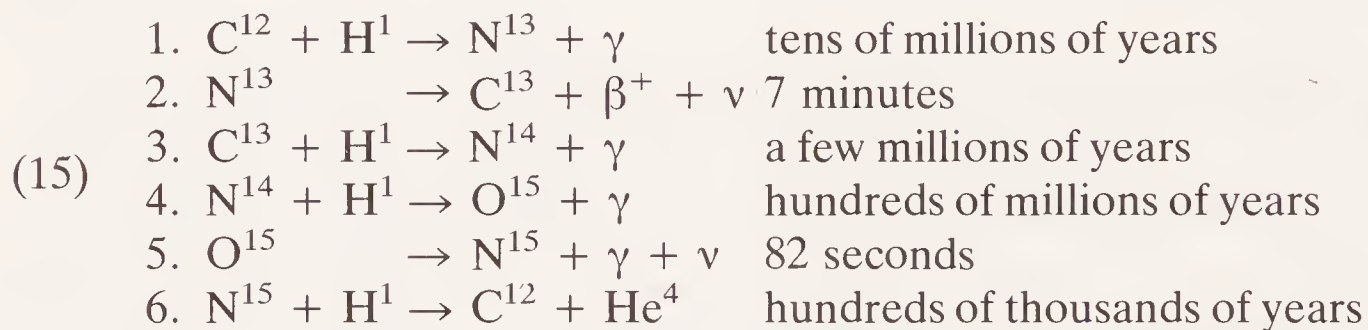 1. C¹² + H¹ → N¹³ + γ tens of millions of years
2. N¹³ → C¹³ + β⁺ + ν 7 minutes
3. C¹³ + H¹ → N¹⁴ + γ a few millions of years
(15) 4. N¹⁴ + H¹ → O¹⁵ + γ hundreds of millions of years
5. O¹⁵ → N¹⁵ + γ + ν 82 seconds
6. N¹⁵ + H¹ → C¹² + He⁴ hundreds of thousands of years